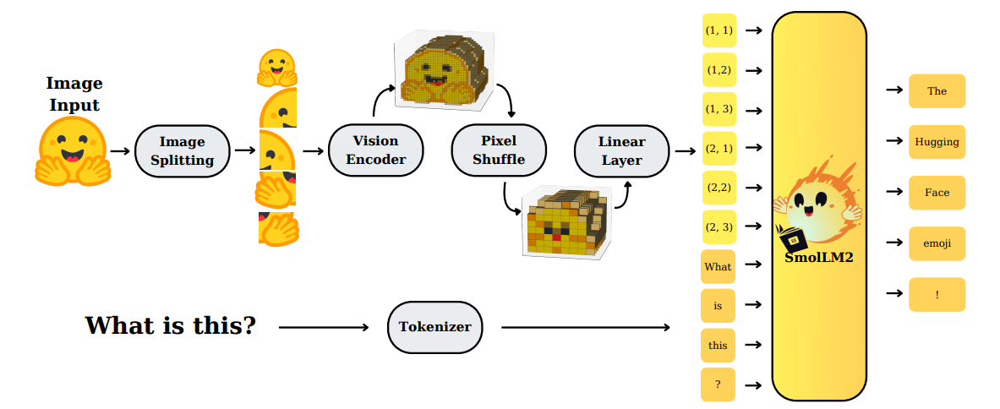 Image
Input
Image
Splitting
Vision
Encoder
Pixel
Shuffle
Linear
Layer
What is this?
Tokenizer
(1, 1)
(1,2)
(1, 3)
(2, 1)
(2,2)
(2, 3)
What
is
this
?
SmolLM2
The
Hugging
Face
emoji
!